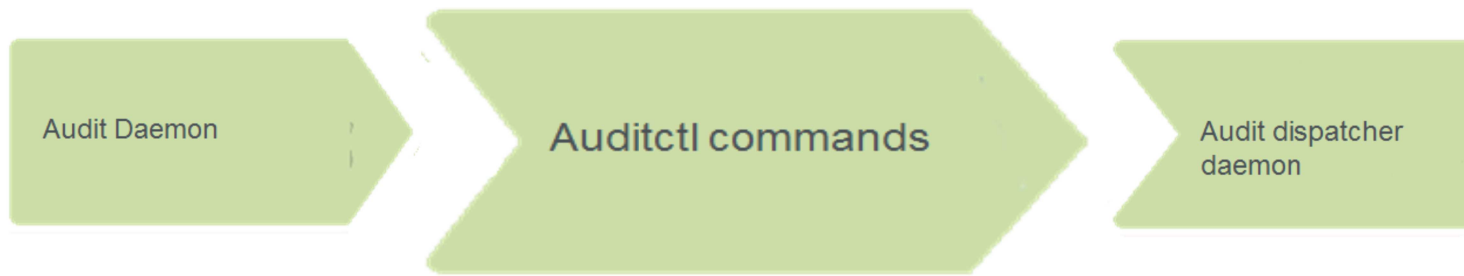 Audit Daemon
Auditctl commands
Audit dispatcher
daemon